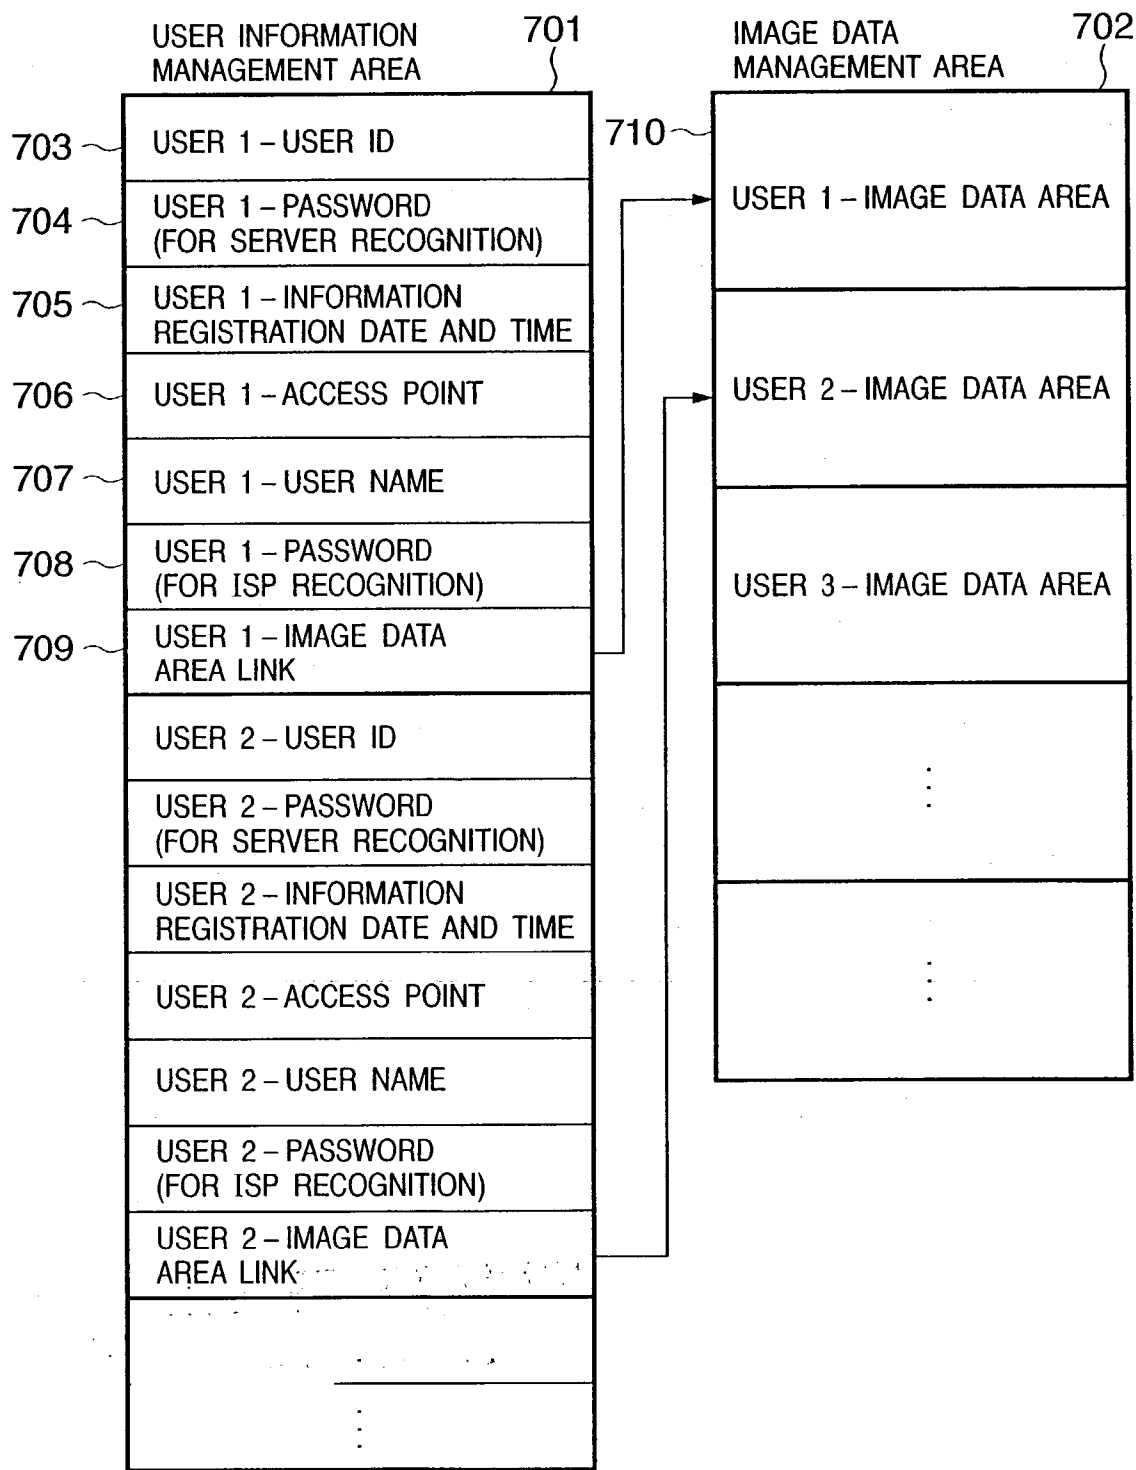 USER INFORMATION
MANAGEMENT AREA
701
703
USER 1 – USER ID
704
USER 1 – PASSWORD
(FOR SERVER RECOGNITION)
705
USER 1 – INFORMATION
REGISTRATION DATE AND TIME
706
USER 1 – ACCESS POINT
707
USER 1 – USER NAME
708
USER 1 – PASSWORD
(FOR ISP RECOGNITION)
709
USER 1 – IMAGE DATA
AREA LINK
USER 2 – USER ID
USER 2 – PASSWORD
(FOR SERVER RECOGNITION)
USER 2 – INFORMATION
REGISTRATION DATE AND TIME
USER 2 – ACCESS POINT
USER 2 – USER NAME
USER 2 – PASSWORD
(FOR ISP RECOGNITION)
USER 2 – IMAGE DATA
AREA LINK
IMAGE DATA
MANAGEMENT AREA
702
710
USER 1 – IMAGE DATA AREA
USER 2 – IMAGE DATA AREA
USER 3 – IMAGE DATA AREA